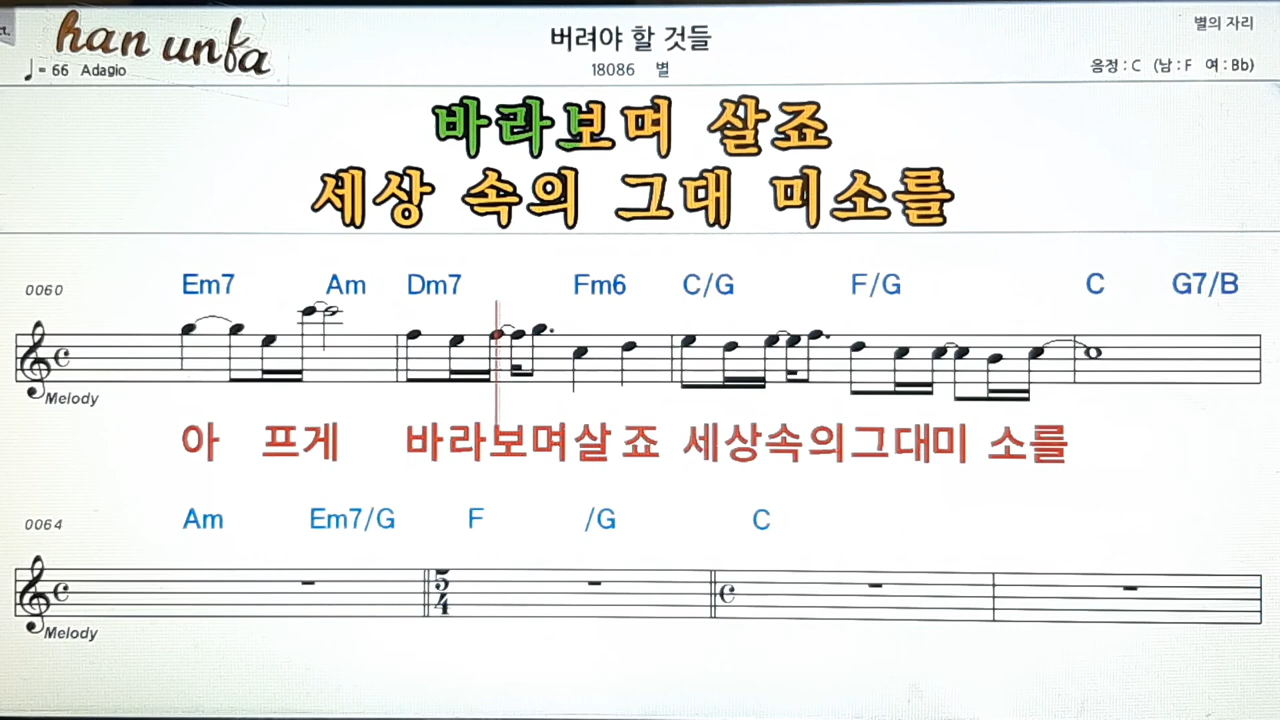 ct.
han unfa
버려야 할 것들
별의 자리
♩= 66 Adagio
18086 별
음정 : C (남 : F 여 : Bb)
바라보며 살죠
세상 속의 그대 미소를
0060 Em7 Am Dm7 Fm6 C/G F/G C G7/B
Melody
아 프게 바라보며살 죠 세상속의그대미 소를
0064 Am Em7/G F /G C
5
4
Melody